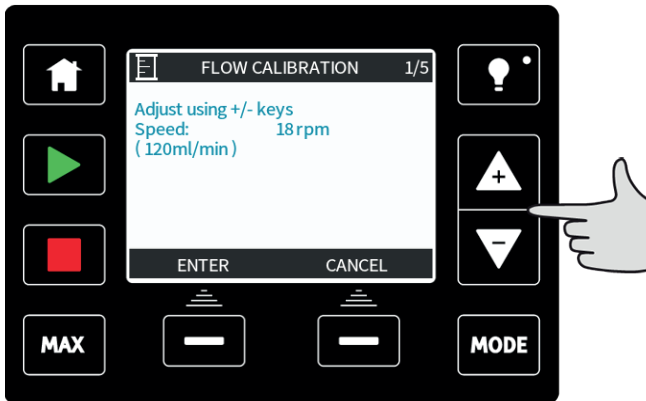 FLOW CALIBRATION 1/5
Adjust using +/- keys
Speed: 18 rpm
( 120ml/min )
ENTER CANCEL
+
-
MAX
MODE